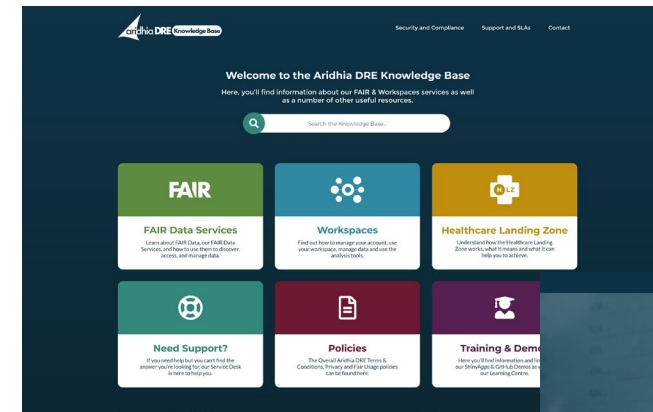 aridhia DRE Knowledge Base
Security and Compliance Support and SLAs Contact
Welcome to the Aridhia DRE Knowledge Base
Here, you'll find information about our FAIR & Workspaces services as well
as a number of other useful resources.
Search the Knowledge Base..
FAIR
FAIR Data Services
Learn about FAIR Data, our FAIR Data
Services, and how to use them to discover,
access, and manage data.
Workspaces
Find out how to manage your account, use
your workspace, manage data and use the
analysis tools.
H LZ
Healthcare Landing Zone
Understand how the Healthcare Landing
Zone works, what it means and what it can
help you to achieve.
Need Support?
If you need help but you can't find the
answer you're looking for, our Service Desk
is here to help you.
Policies
The Overall Aridhia DRE Terms &
Conditions, Privacy and Fair Usage policies
can be found here.
Training & Dem
Here you'll find information and lin
our ShinyApps & GitHub Demos as
our Learning Centre.